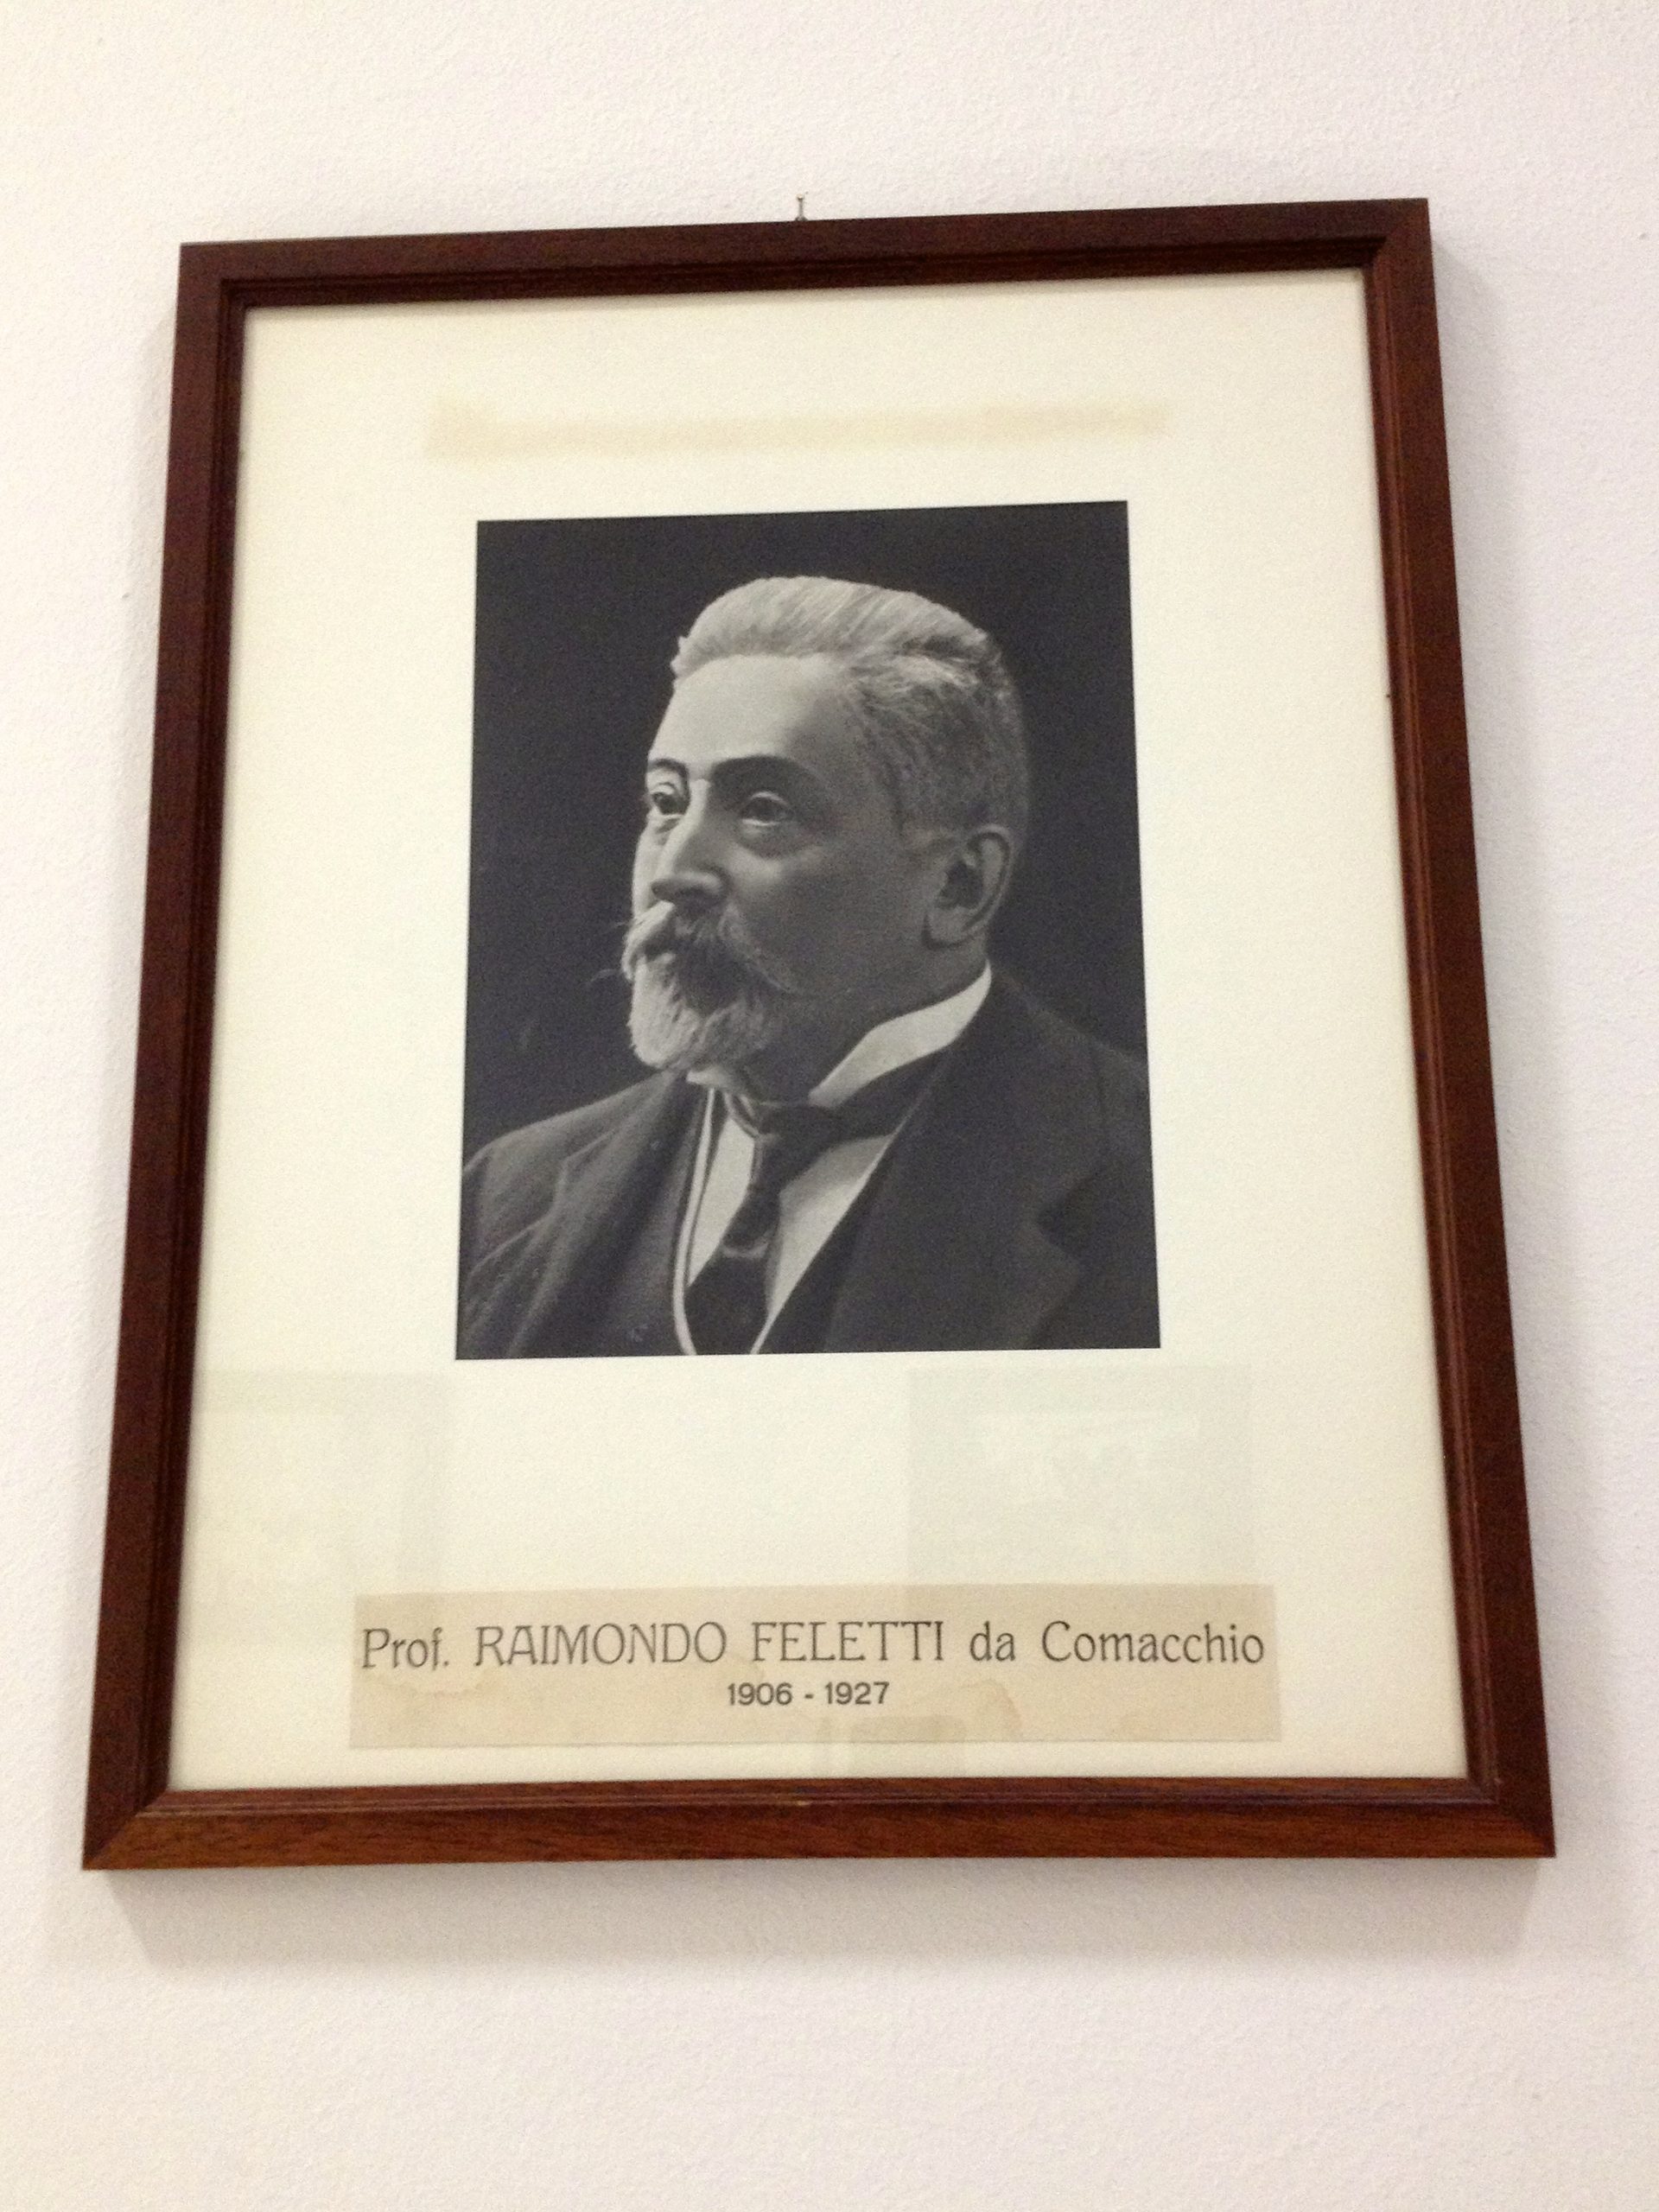 Prof. RAIMONDO FELETTI da Comacchio
1906 - 1927